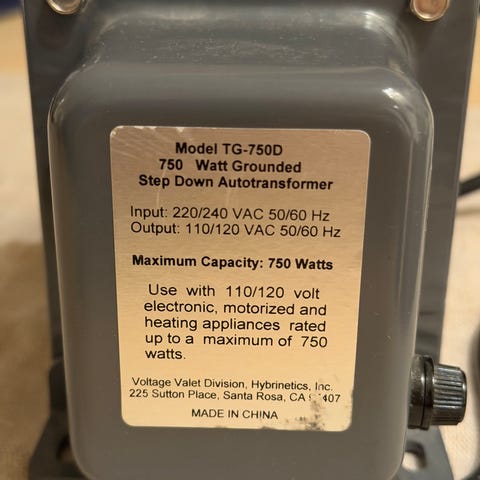 Model TG-750D
750 Watt Grounded
Step Down Autotransformer
Input: 220/240 VAC 50/60 Hz
Output: 110/120 VAC 50/60 Hz
Maximum Capacity: 750 Watts
Use with 110/120 volt
electronic, motorized and
heating appliances rated
up to a maximum of 750
watts.
Voltage Valet Division, Hybrinetics, Inc.
225 Sutton Place, Santa Rosa, CA
MADE IN CHINA